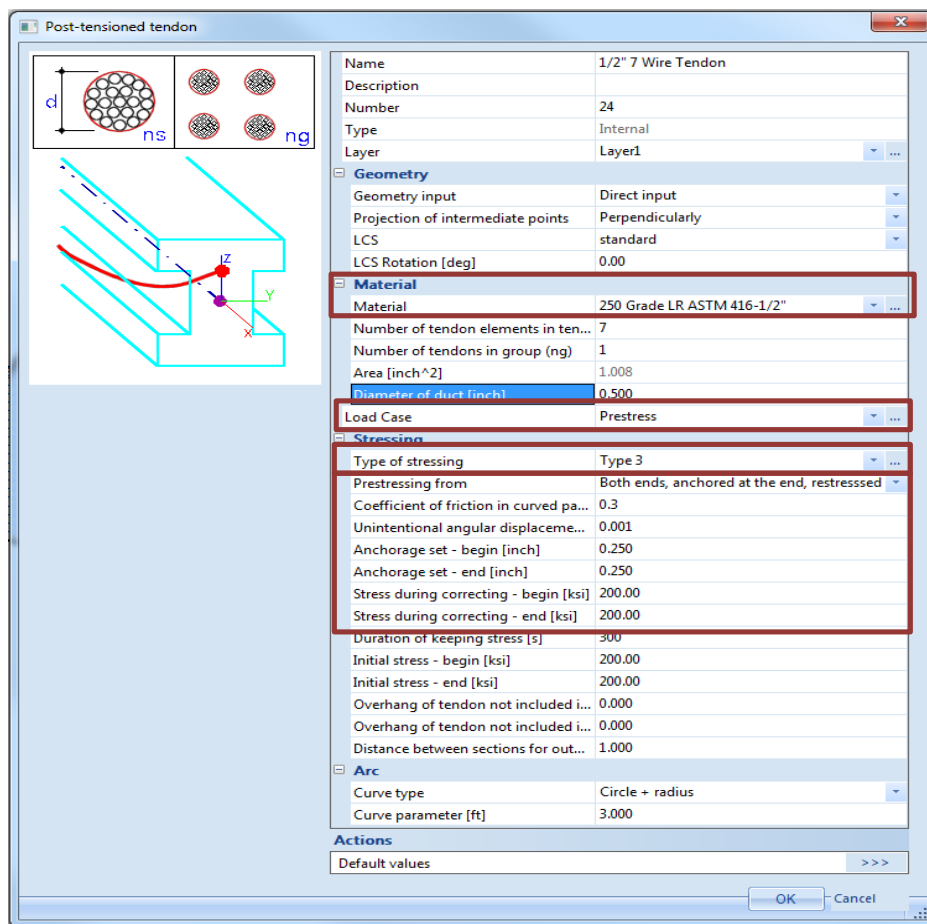 Post-tensioned tendon
d
ns
ng
Z
Y
X
Name 1/2" 7 Wire Tendon
Description
Number 24
Type Internal
Layer Layer1 ...
Geometry
Geometry input Direct input
Projection of intermediate points Perpendicularly
LCS standard
LCS Rotation [deg] 0.00
Material
Material 250 Grade LR ASTM 416-1/2" ...
Number of tendon elements in ten... 7
Number of tendons in group (ng) 1
Area [inch^2] 1.008
Diameter of duct [inch] 0.500
Load Case Prestress ...
Stressing
Type of stressing Type 3 ...
Prestressing from Both ends, anchored at the end, restresssed
Coefficient of friction in curved pa... 0.3
Unintentional angular displaceme... 0.001
Anchorage set - begin [inch] 0.250
Anchorage set - end [inch] 0.250
Stress during correcting - begin [ksi] 200.00
Stress during correcting - end [ksi] 200.00
Duration of keeping stress [s] 300
Initial stress - begin [ksi] 200.00
Initial stress - end [ksi] 200.00
Overhang of tendon not included i... 0.000
Overhang of tendon not included i... 0.000
Distance between sections for out... 1.000
Arc
Curve type Circle + radius
Curve parameter [ft] 3.000
Actions
Default values >>>
OK Cancel